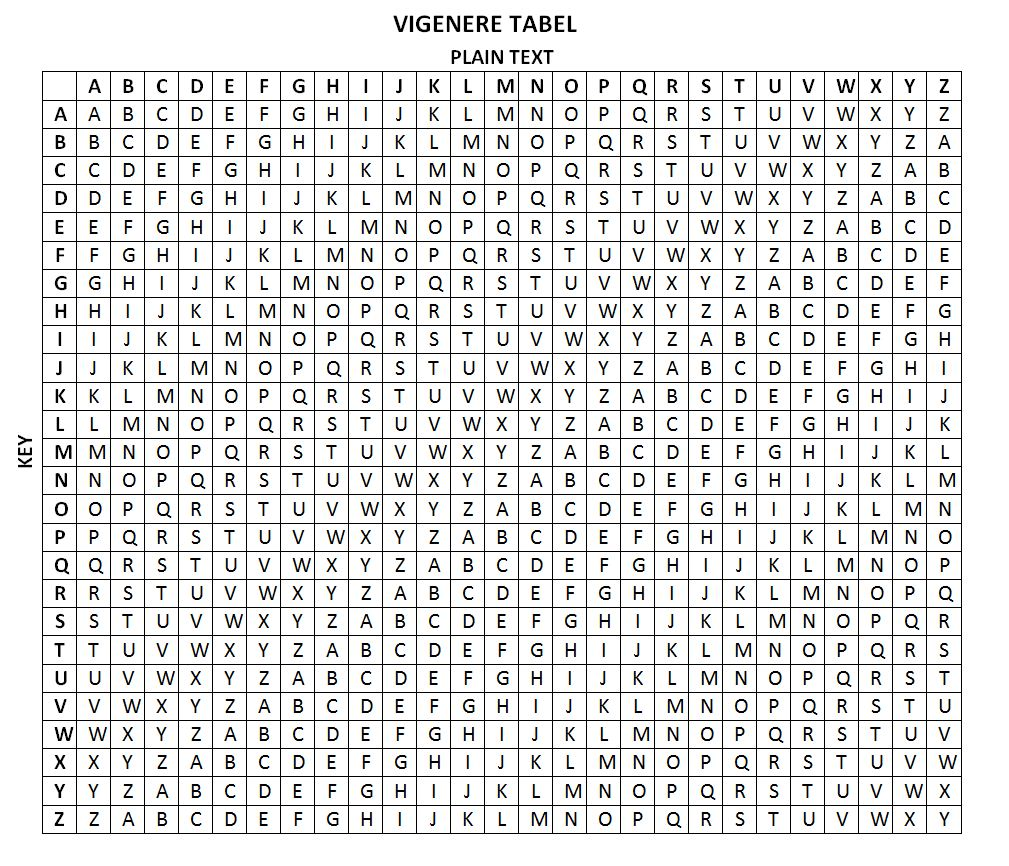 VIGENERE TABEL
PLAIN TEXT
A B C D E F G H I J K L M N O P Q R S T U V W X Y Z
A A B C D E F G H I J K L M N O P Q R S T U V W X Y Z
B B C D E F G H I J K L M N O P Q R S T U V W X Y Z A
C C D E F G H I J K L M N O P Q R S T U V W X Y Z A B
D D E F G H I J K L M N O P Q R S T U V W X Y Z A B C
E E F G H I J K L M N O P Q R S T U V W X Y Z A B C D
F F G H I J K L M N O P Q R S T U V W X Y Z A B C D E
G G H I J K L M N O P Q R S T U V W X Y Z A B C D E F
H H I J K L M N O P Q R S T U V W X Y Z A B C D E F G
I I J K L M N O P Q R S T U V W X Y Z A B C D E F G H
J J K L M N O P Q R S T U V W X Y Z A B C D E F G H I
K K L M N O P Q R S T U V W X Y Z A B C D E F G H I J
L L M N O P Q R S T U V W X Y Z A B C D E F G H I J K
KEY
M M N O P Q R S T U V W X Y Z A B C D E F G H I J K L
N N O P Q R S T U V W X Y Z A B C D E F G H I J K L M
O O P Q R S T U V W X Y Z A B C D E F G H I J K L M N
P P Q R S T U V W X Y Z A B C D E F G H I J K L M N O
Q Q R S T U V W X Y Z A B C D E F G H I J K L M N O P
R R S T U V W X Y Z A B C D E F G H I J K L M N O P Q
S S T U V W X Y Z A B C D E F G H I J K L M N O P Q R
T T U V W X Y Z A B C D E F G H I J K L M N O P Q R S
U U V W X Y Z A B C D E F G H I J K L M N O P Q R S T
V V W X Y Z A B C D E F G H I J K L M N O P Q R S T U
W W X Y Z A B C D E F G H I J K L M N O P Q R S T U V
X X Y Z A B C D E F G H I J K L M N O P Q R S T U V W
Y Y Z A B C D E F G H I J K L M N O P Q R S T U V W X
Z Z A B C D E F G H I J K L M N O P Q R S T U V W X Y